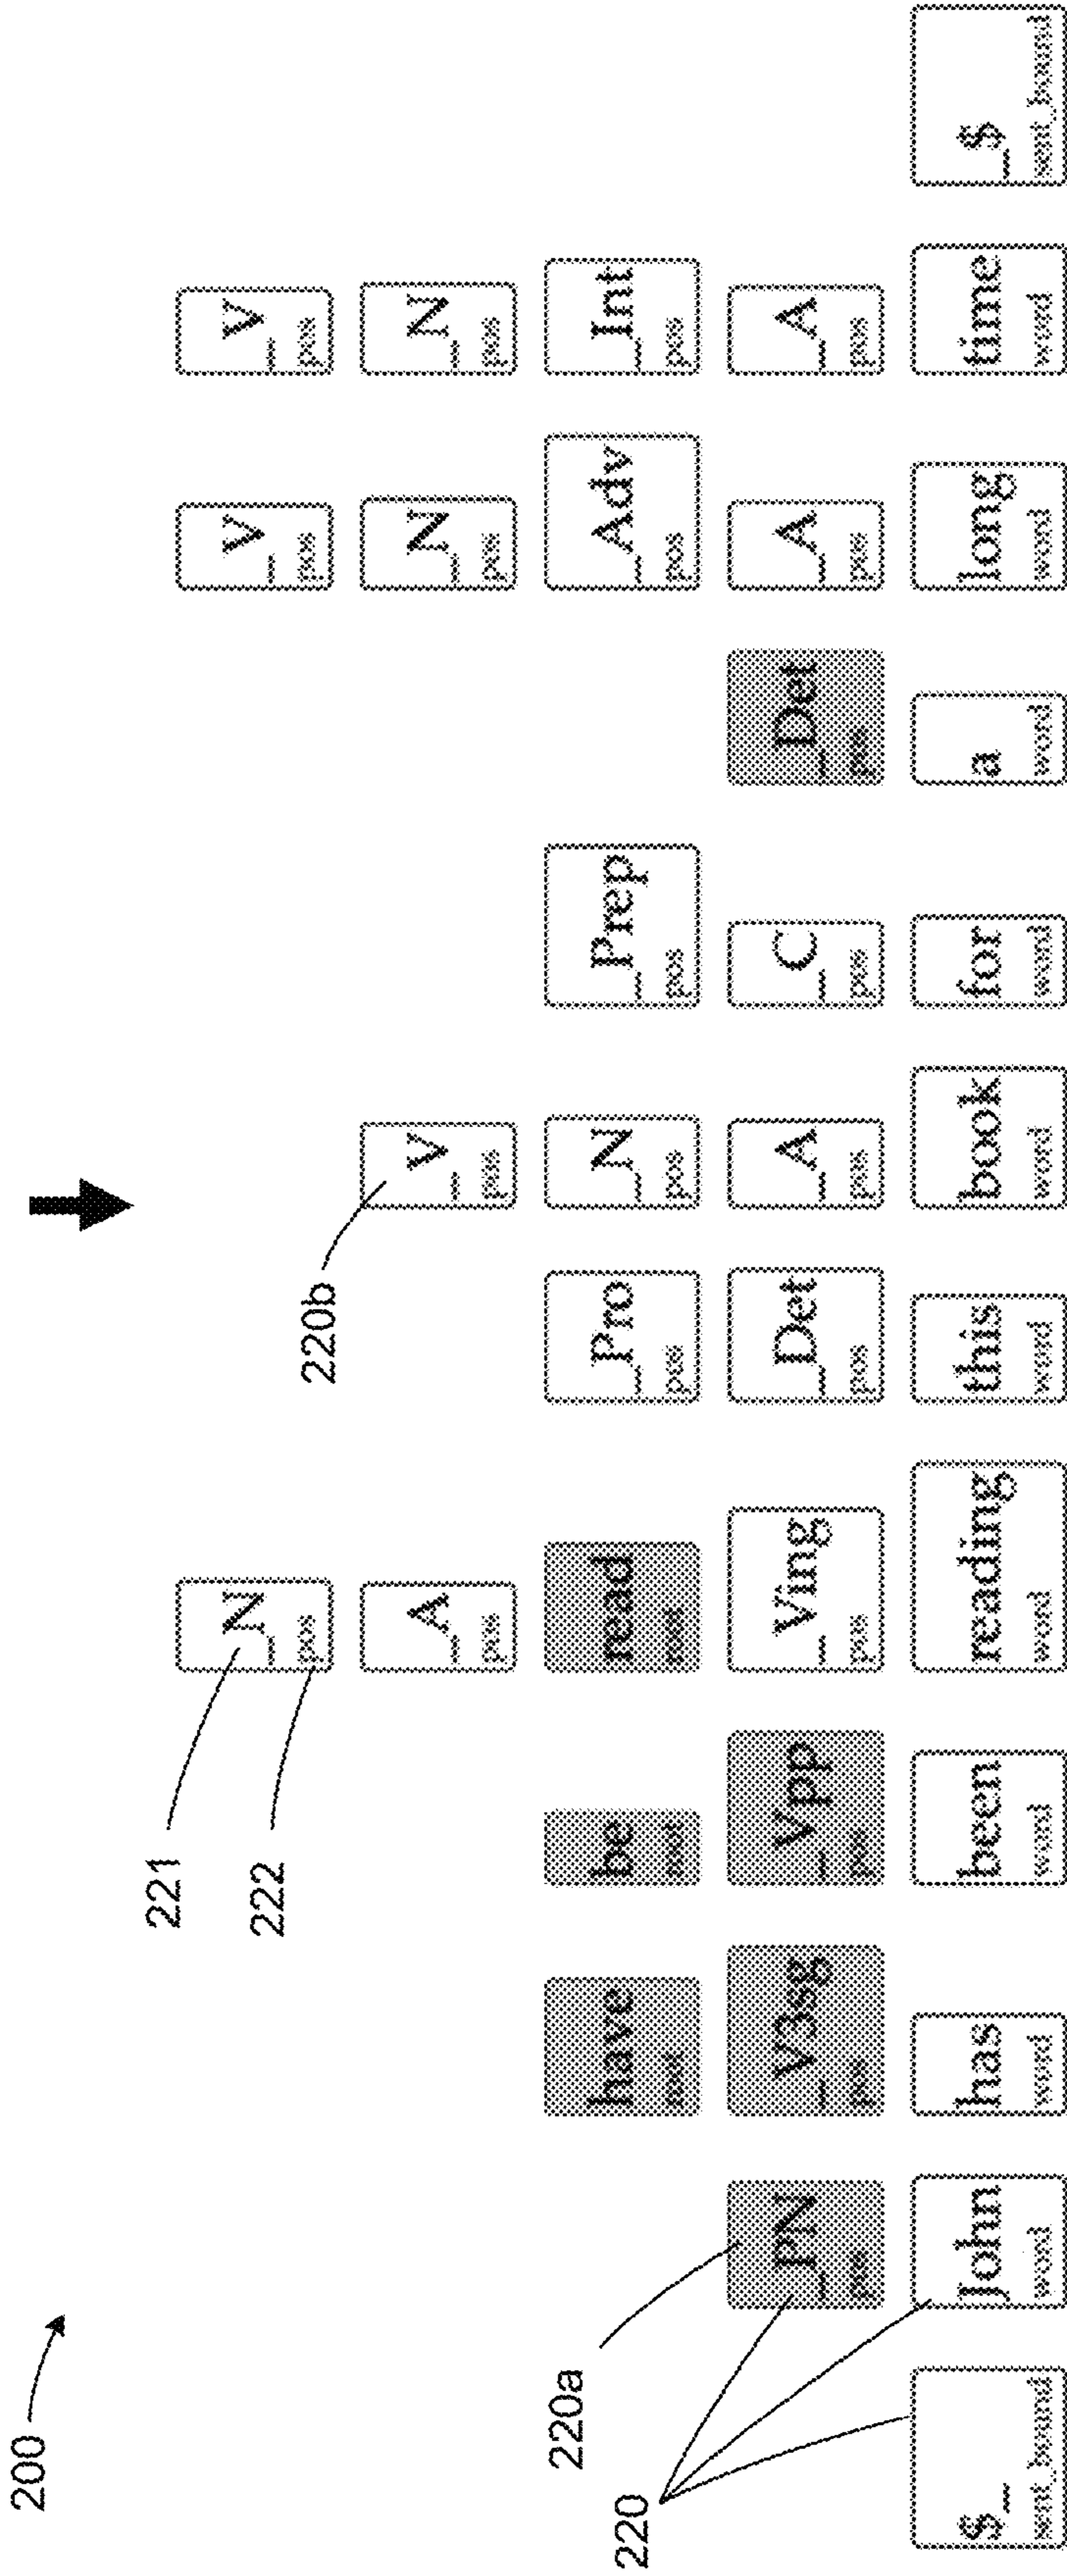 200
221
_N _V _V
222
pos pos pos
220b
_A _V _N _N
pos pos pos pos
220a
have be read _Pro _N _Prep _Adv _Int
220
root root root pos pos pos pos pos
_PN _V3sg _Vpp _Ving _Det _A _C _Det _A _A
pos pos pos pos pos pos pos pos pos pos
$_ John has been reading this book for a long time _$
sent_bound word word word word word word word word word word sent_bound